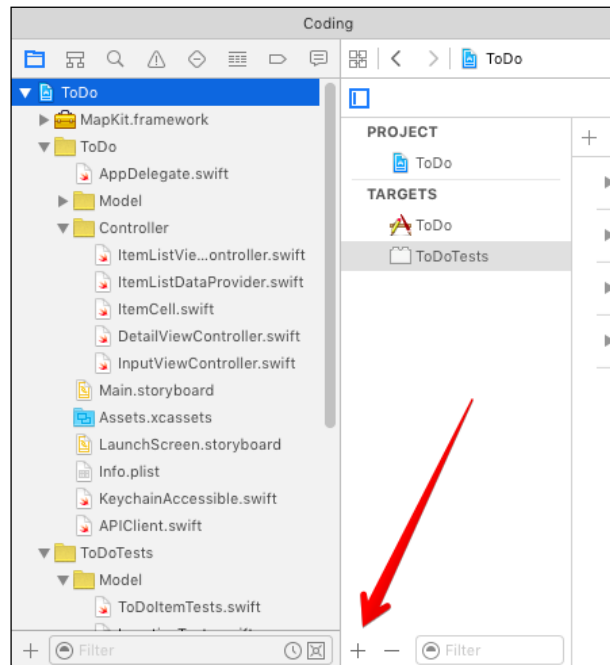 Coding
ToDo
ToDo
MapKit.framework
ToDo
AppDelegate.swift
Model
Controller
ItemListVie...ontroller.swift
ItemListDataProvider.swift
ItemCell.swift
DetailViewController.swift
InputViewController.swift
Main.storyboard
Assets.xcassets
LaunchScreen.storyboard
Info.plist
KeychainAccessible.swift
APIClient.swift
ToDoTests
Model
ToDoItemTests.swift
Filter
PROJECT
ToDo
TARGETS
ToDo
ToDoTests
Filter